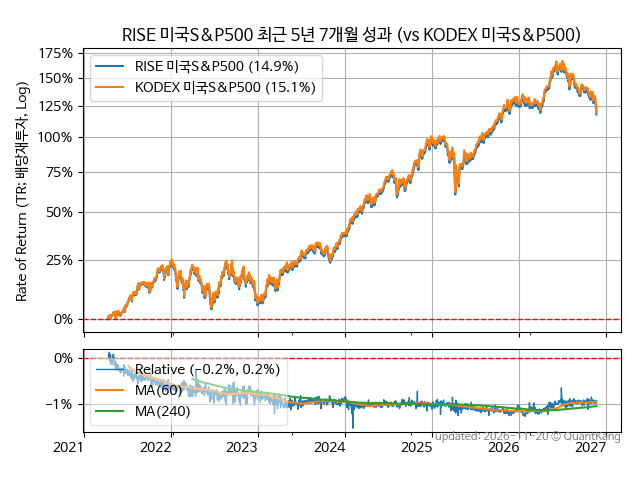 RISE 미국S&P500 최근 5년 7개월 성과 (vs KODEX 미국S&P500)
Rate of Return (TR: 배당재투자, Log)
175%
150%
125%
100%
75%
50%
25%
0%
RISE 미국S&P500 (14.9%)
KODEX 미국S&P500 (15.1%)
0%
−1%
Relative (−0.2%, 0.2%)
MA(60)
MA(240)
updated: 2026-11-20 © QuantKang
2021 2022 2023 2024 2025 2026 2027